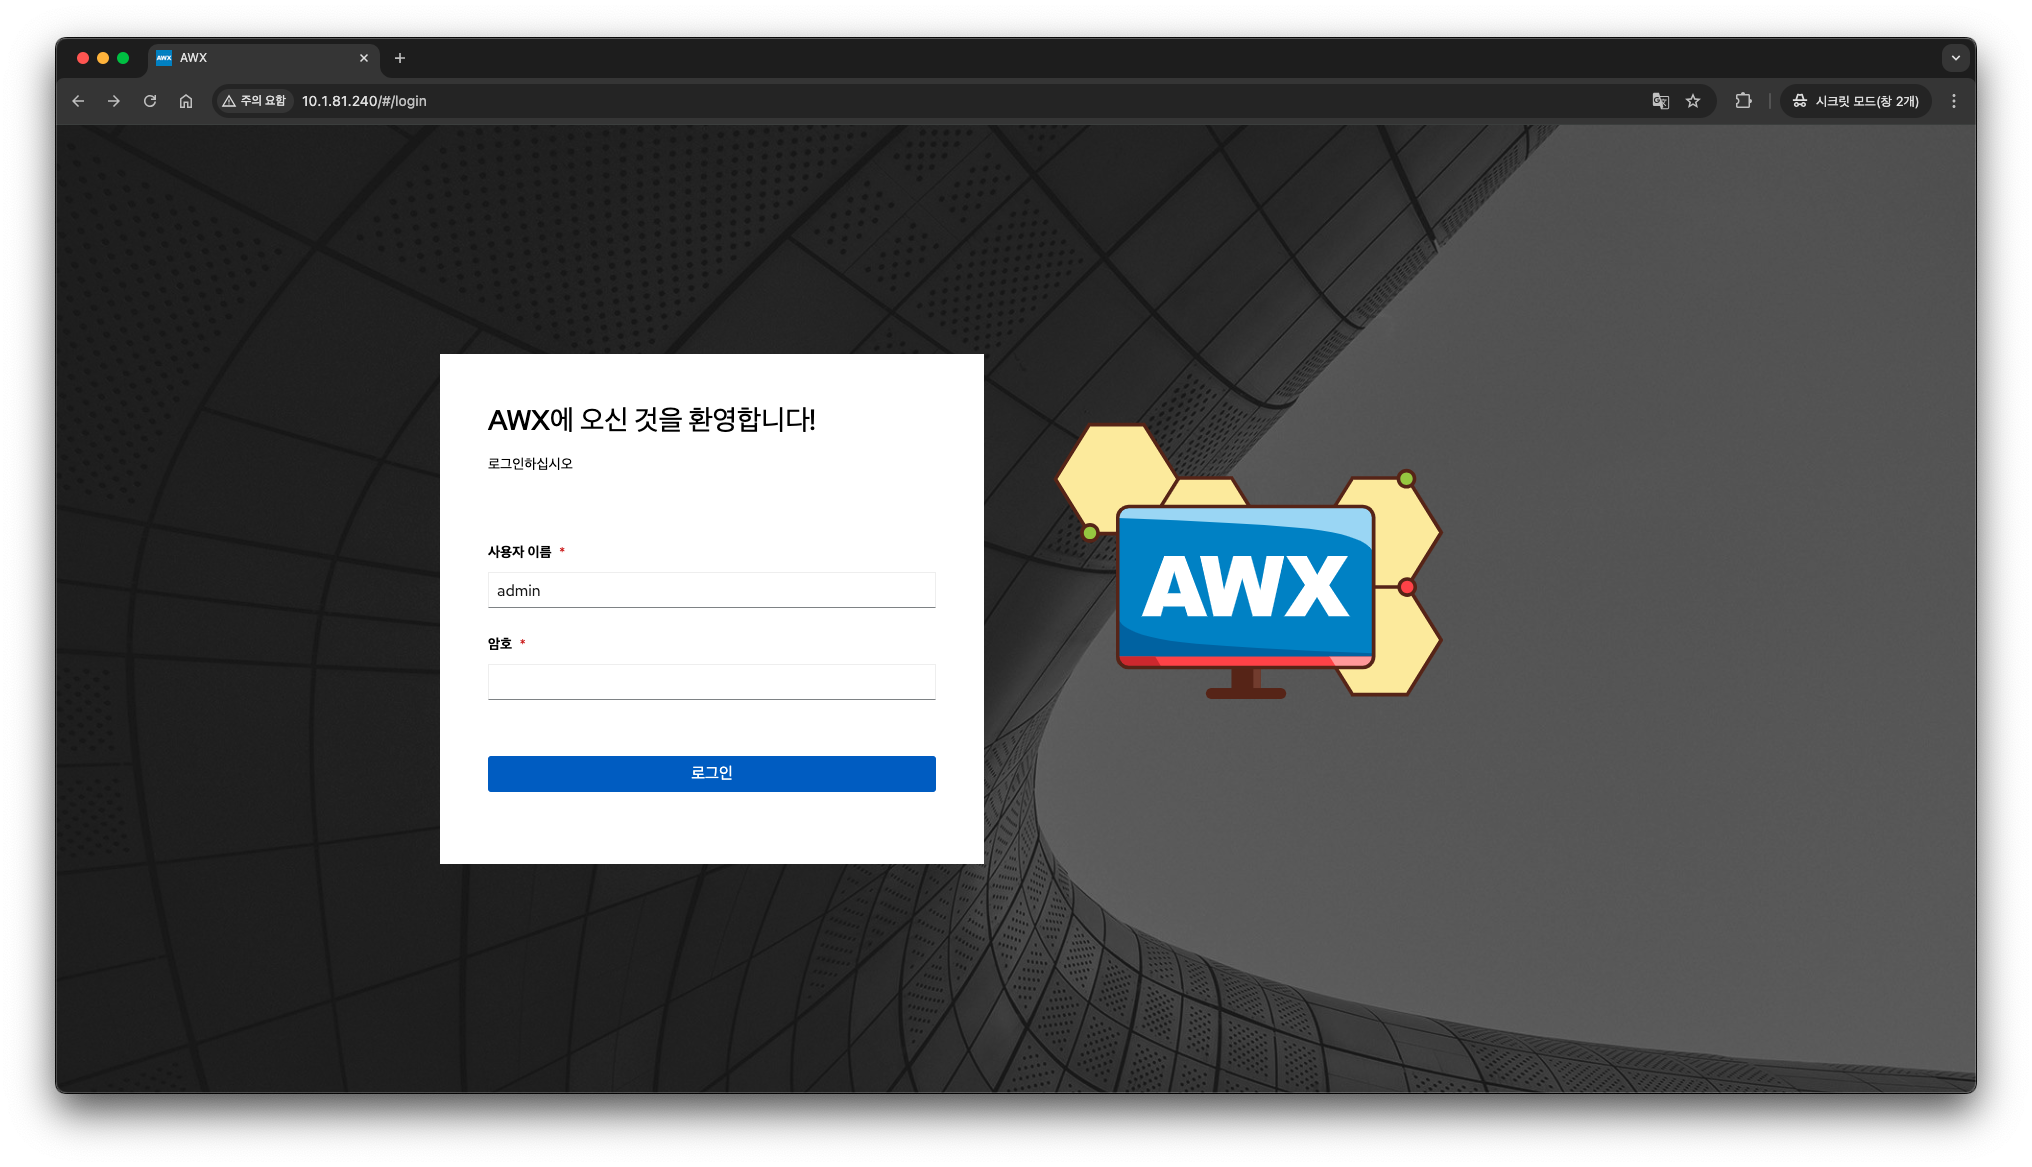 AWX
AWX
주의 요함
10.1.81.240/#/login
시크릿 모드(창 2개)
AWX에 오신 것을 환영합니다!
로그인하십시오
사용자 이름 *
admin
암호 *
로그인
AWX